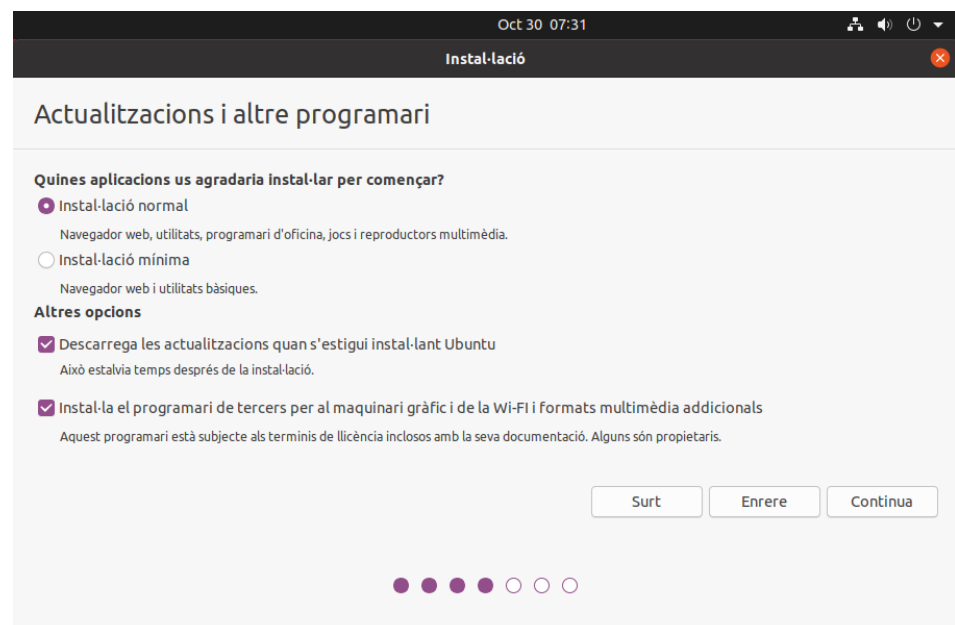 Oct 30 07:31
Instal·lació
Actualitzacions i altre programari
Quines aplicacions us agradaria instal·lar per començar?
Instal·lació normal
Navegador web, utilitats, programari d'oficina, jocs i reproductors multimèdia.
Instal·lació mínima
Navegador web i utilitats bàsiques.
Altres opcions
Descarrega les actualitzacions quan s'estigui instal·lant Ubuntu
Això estalvia temps després de la instal·lació.
Instal·la el programari de tercers per al maquinari gràfic i de la Wi-FI i formats multimèdia addicionals
Aquest programari està subjecte als terminis de llicència inclosos amb la seva documentació. Alguns són propietaris.
Surt Enrere Continua